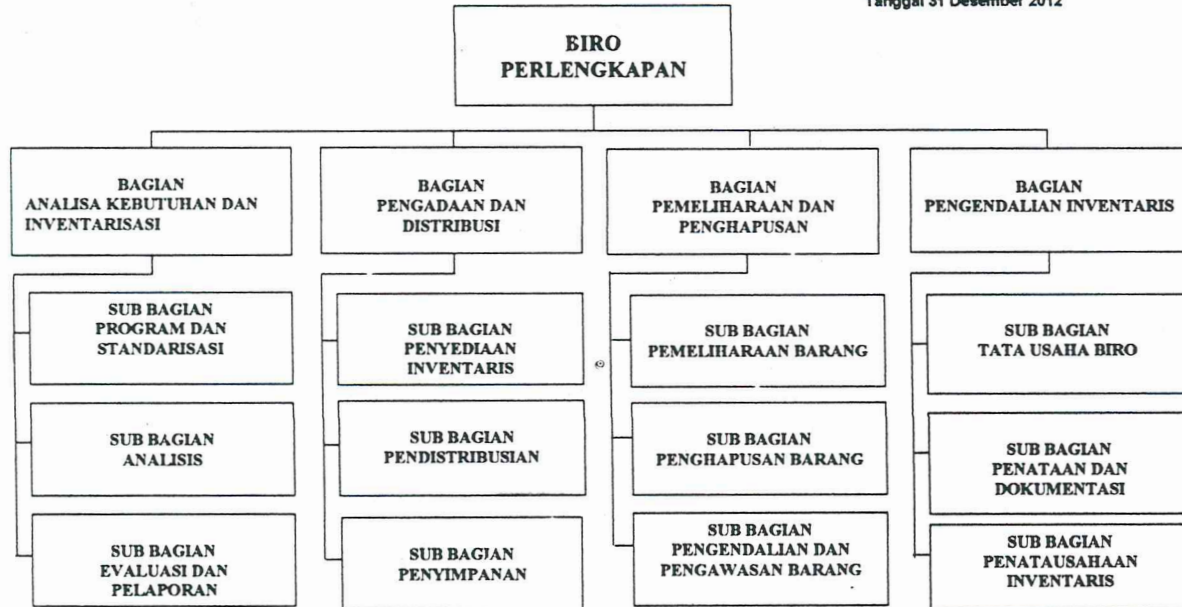 Tanggal 31 Desember 2012
BIRO
PERLENGKAPAN
BAGIAN
ANALISA KEBUTUHAN DAN
INVENTARISASI
BAGIAN
PENGADAAN DAN
DISTRIBUSI
BAGIAN
PEMELIHARAAN DAN
PENGHAPUSAN
BAGIAN
PENGENDALIAN INVENTARIS
SUB BAGIAN
PROGRAM DAN
STANDARISASI
SUB BAGIAN
PENYEDIAAN
INVENTARIS
SUB BAGIAN
PEMELIHARAAN BARANG
SUB BAGIAN
TATA USAHA BIRO
SUB BAGIAN
ANALISIS
SUB BAGIAN
PENDISTRIBUSIAN
SUB BAGIAN
PENGHAPUSAN BARANG
SUB BAGIAN
PENATAAN DAN
DOKUMENTASI
SUB BAGIAN
EVALUASI DAN
PELAPORAN
SUB BAGIAN
PENYIMPANAN
SUB BAGIAN
PENGENDALIAN DAN
PENGAWASAN BARANG
SUB BAGIAN
PENATAUSAHAAN
INVENTARIS